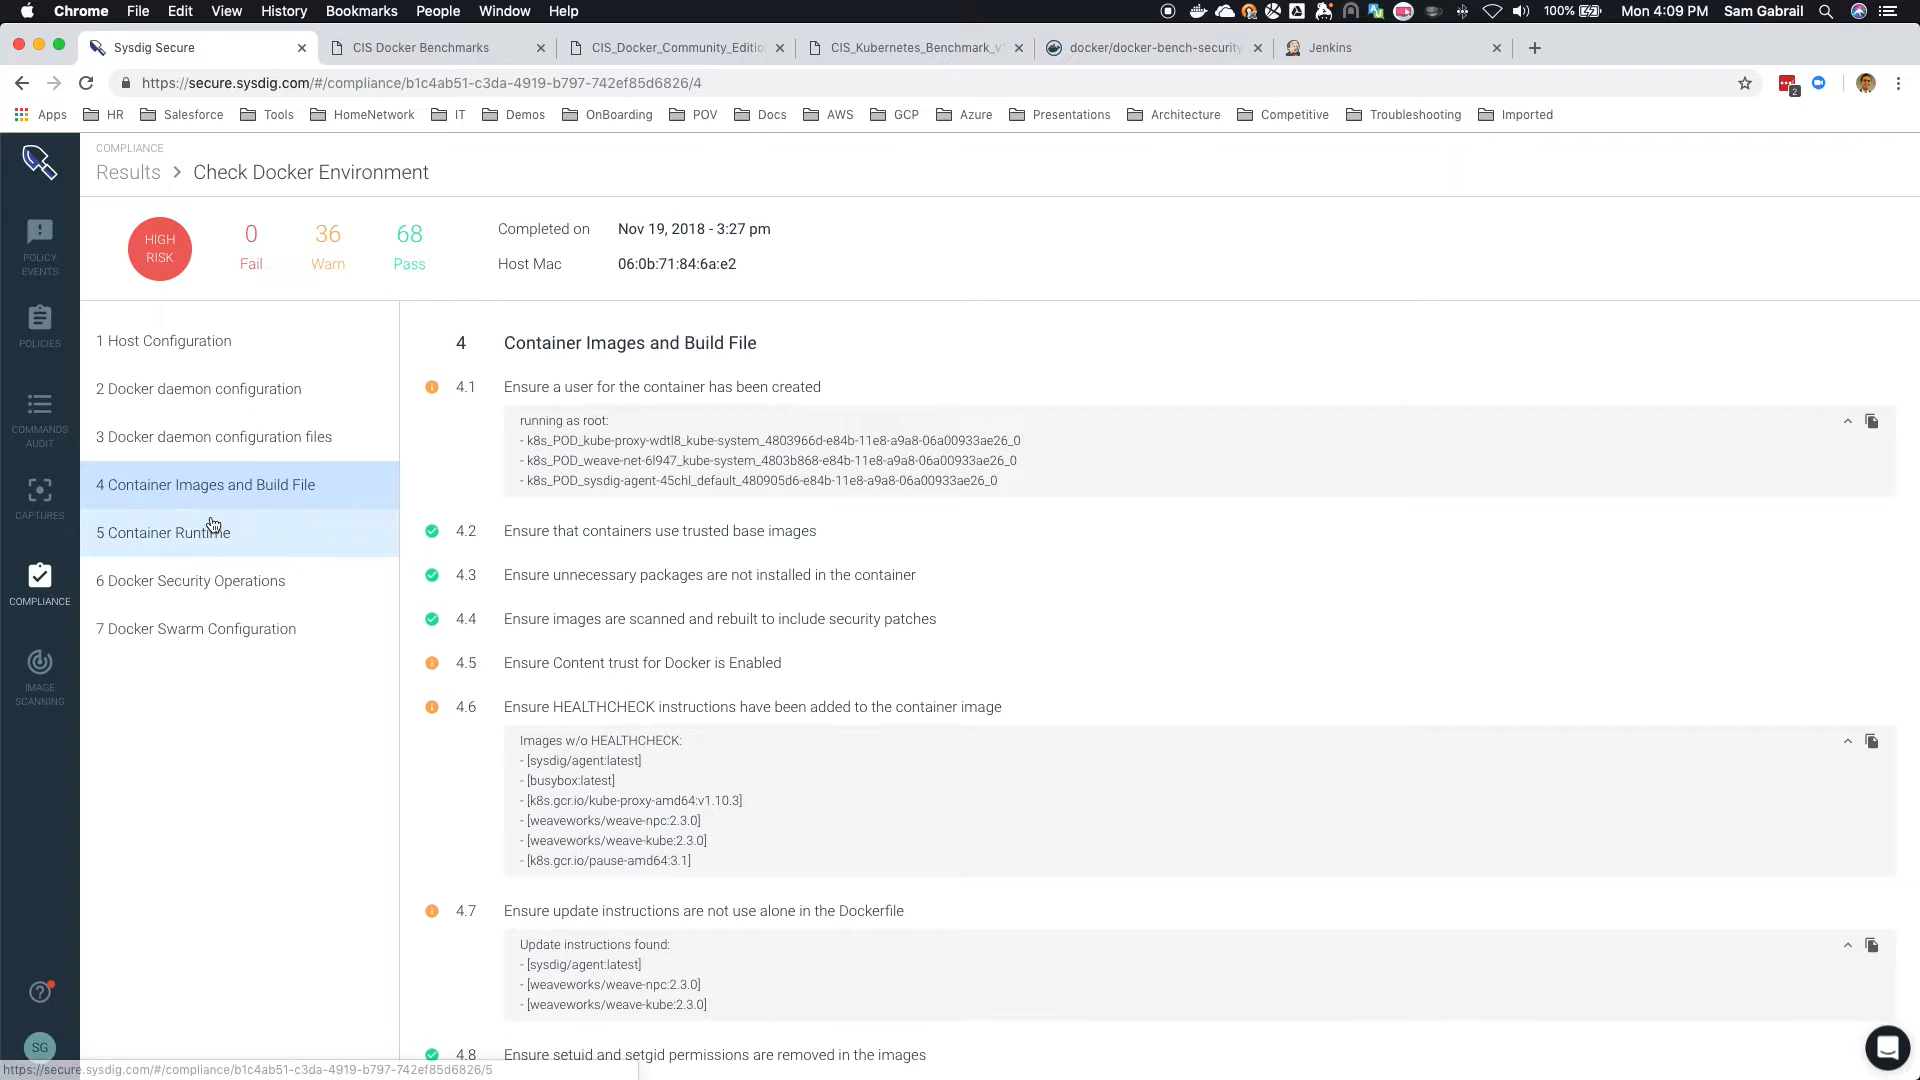 Chrome File Edit View History Bookmarks People Window Help
100% Mon 4:09 PM Sam Gabrail
Sysdig Secure
CIS Docker Benchmarks
CIS_Docker_Community_Editio
CIS_Kubernetes_Benchmark_v
docker/docker-bench-security
Jenkins
https://secure.sysdig.com/#/compliance/b1c4ab51-c3da-4919-b797-742ef85d6826/4
2
Apps HR Salesforce Tools HomeNetwork IT Demos OnBoarding POV Docs AWS GCP Azure Presentations Architecture Competitive Troubleshooting Imported
POLICY
EVENTS
POLICIES
COMMANDS
AUDIT
CAPTURES
COMPLIANCE
IMAGE
SCANNING
SG
COMPLIANCE
Results > Check Docker Environment
HIGH
RISK
0
Fail
36
Warn
68
Pass
Completed on Nov 19, 2018 - 3:27 pm
Host Mac 06:0b:71:84:6a:e2
1 Host Configuration
2 Docker daemon configuration
3 Docker daemon configuration files
4 Container Images and Build File
5 Container Runtime
6 Docker Security Operations
7 Docker Swarm Configuration
4 Container Images and Build File
4.1 Ensure a user for the container has been created
running as root:
- k8s_POD_kube-proxy-wdtl8_kube-system_4803966d-e84b-11e8-a9a8-06a00933ae26_0
- k8s_POD_weave-net-6l947_kube-system_4803b868-e84b-11e8-a9a8-06a00933ae26_0
- k8s_POD_sysdig-agent-45chl_default_480905d6-e84b-11e8-a9a8-06a00933ae26_0
4.2 Ensure that containers use trusted base images
4.3 Ensure unnecessary packages are not installed in the container
4.4 Ensure images are scanned and rebuilt to include security patches
4.5 Ensure Content trust for Docker is Enabled
4.6 Ensure HEALTHCHECK instructions have been added to the container image
Images w/o HEALTHCHECK:
- [sysdig/agent:latest]
- [busybox:latest]
- [k8s.gcr.io/kube-proxy-amd64:v1.10.3]
- [weaveworks/weave-npc:2.3.0]
- [weaveworks/weave-kube:2.3.0]
- [k8s.gcr.io/pause-amd64:3.1]
4.7 Ensure update instructions are not use alone in the Dockerfile
Update instructions found:
- [sysdig/agent:latest]
- [weaveworks/weave-npc:2.3.0]
- [weaveworks/weave-kube:2.3.0]
4.8 Ensure setuid and setgid permissions are removed in the images
https://secure.sysdig.com/#/compliance/b1c4ab51-c3da-4919-b797-742ef85d6826/5